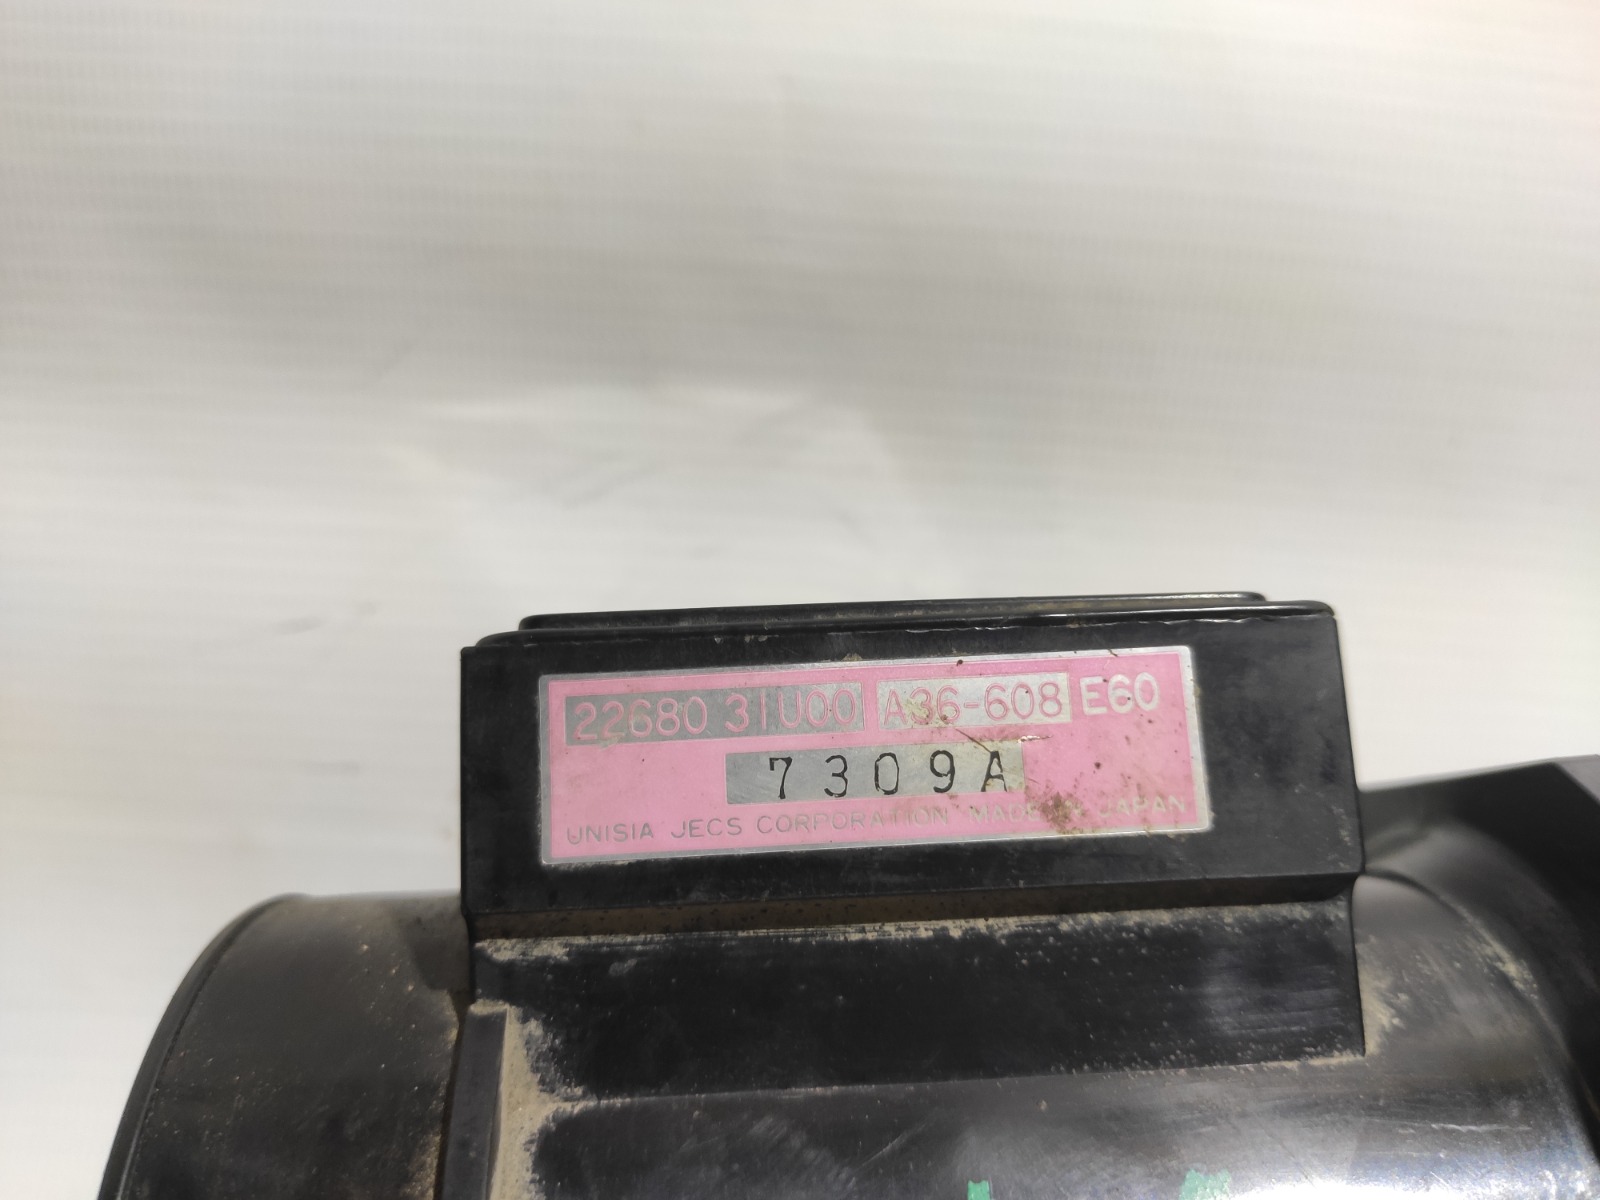 22680 31U00 A36-608 E60
7309A
UNISIA JECS CORPORATION MADE IN JAPAN